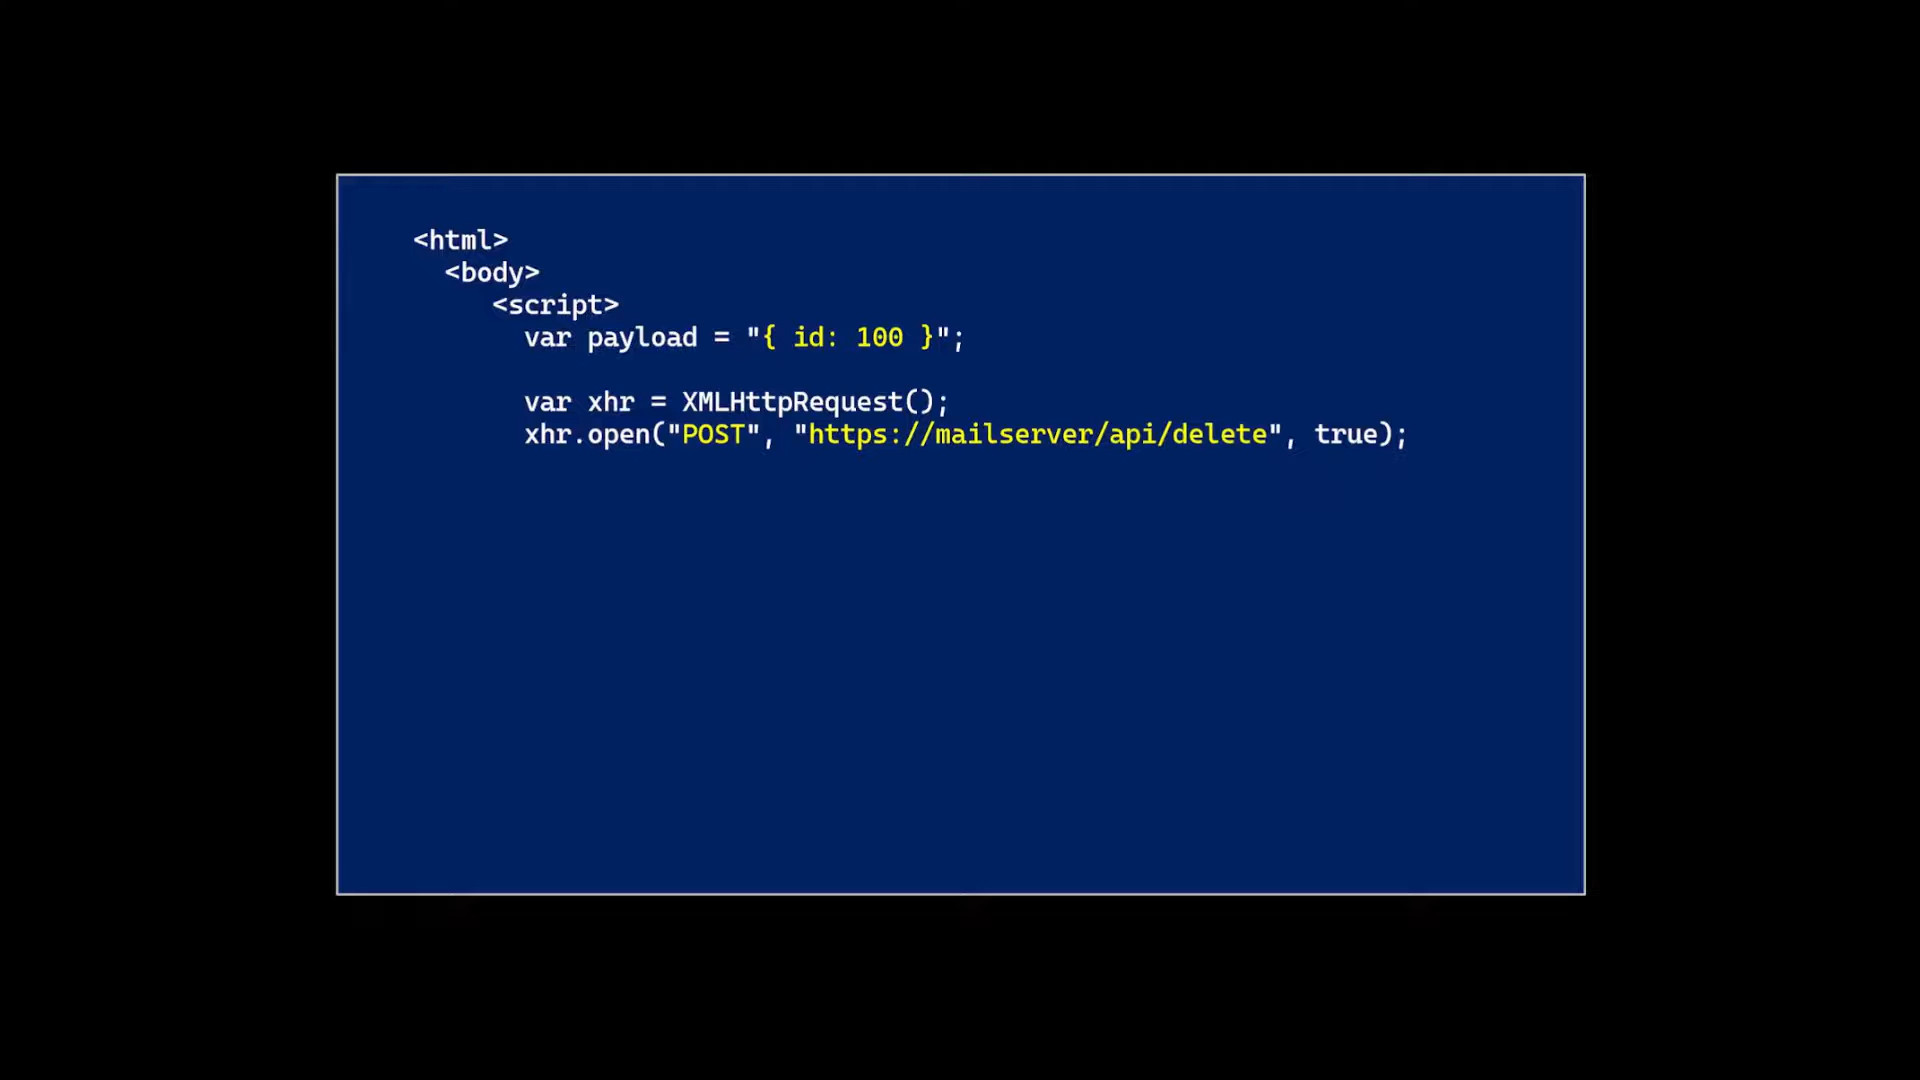 <html>
<body>
<script>
var payload = "{ id: 100 }";
var xhr = XMLHttpRequest();
xhr.open("POST", "https://mailserver/api/delete", true);